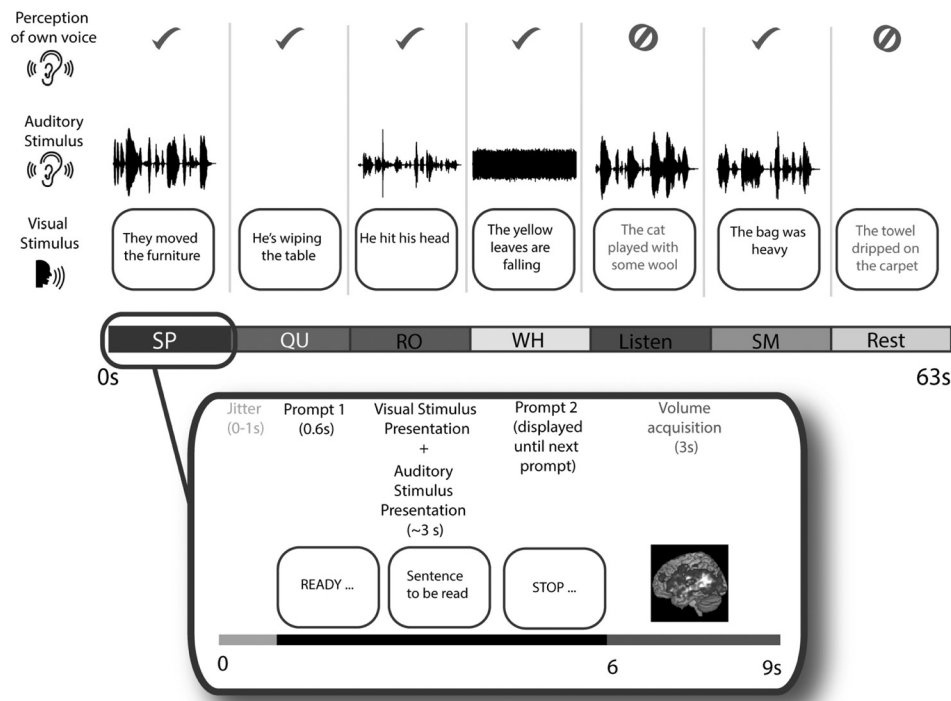 Perception
of own voice
Auditory
Stimulus
Visual
Stimulus
They moved
the furniture
He's wiping
the table
He hit his head
The yellow
leaves are
falling
The cat
played with
some wool
The bag was
heavy
The towel
dripped on
the carpet
SP
QU
RO
WH
Listen
SM
Rest
0s
63s
Jitter
(0-1s)
Prompt 1
(0.6s)
Visual Stimulus
Presentation
+
Auditory
Stimulus
Presentation
(~3 s)
Prompt 2
(displayed
until next
prompt)
Volume
acquisition
(3s)
READY ...
Sentence
to be read
STOP ...
0
6
9s